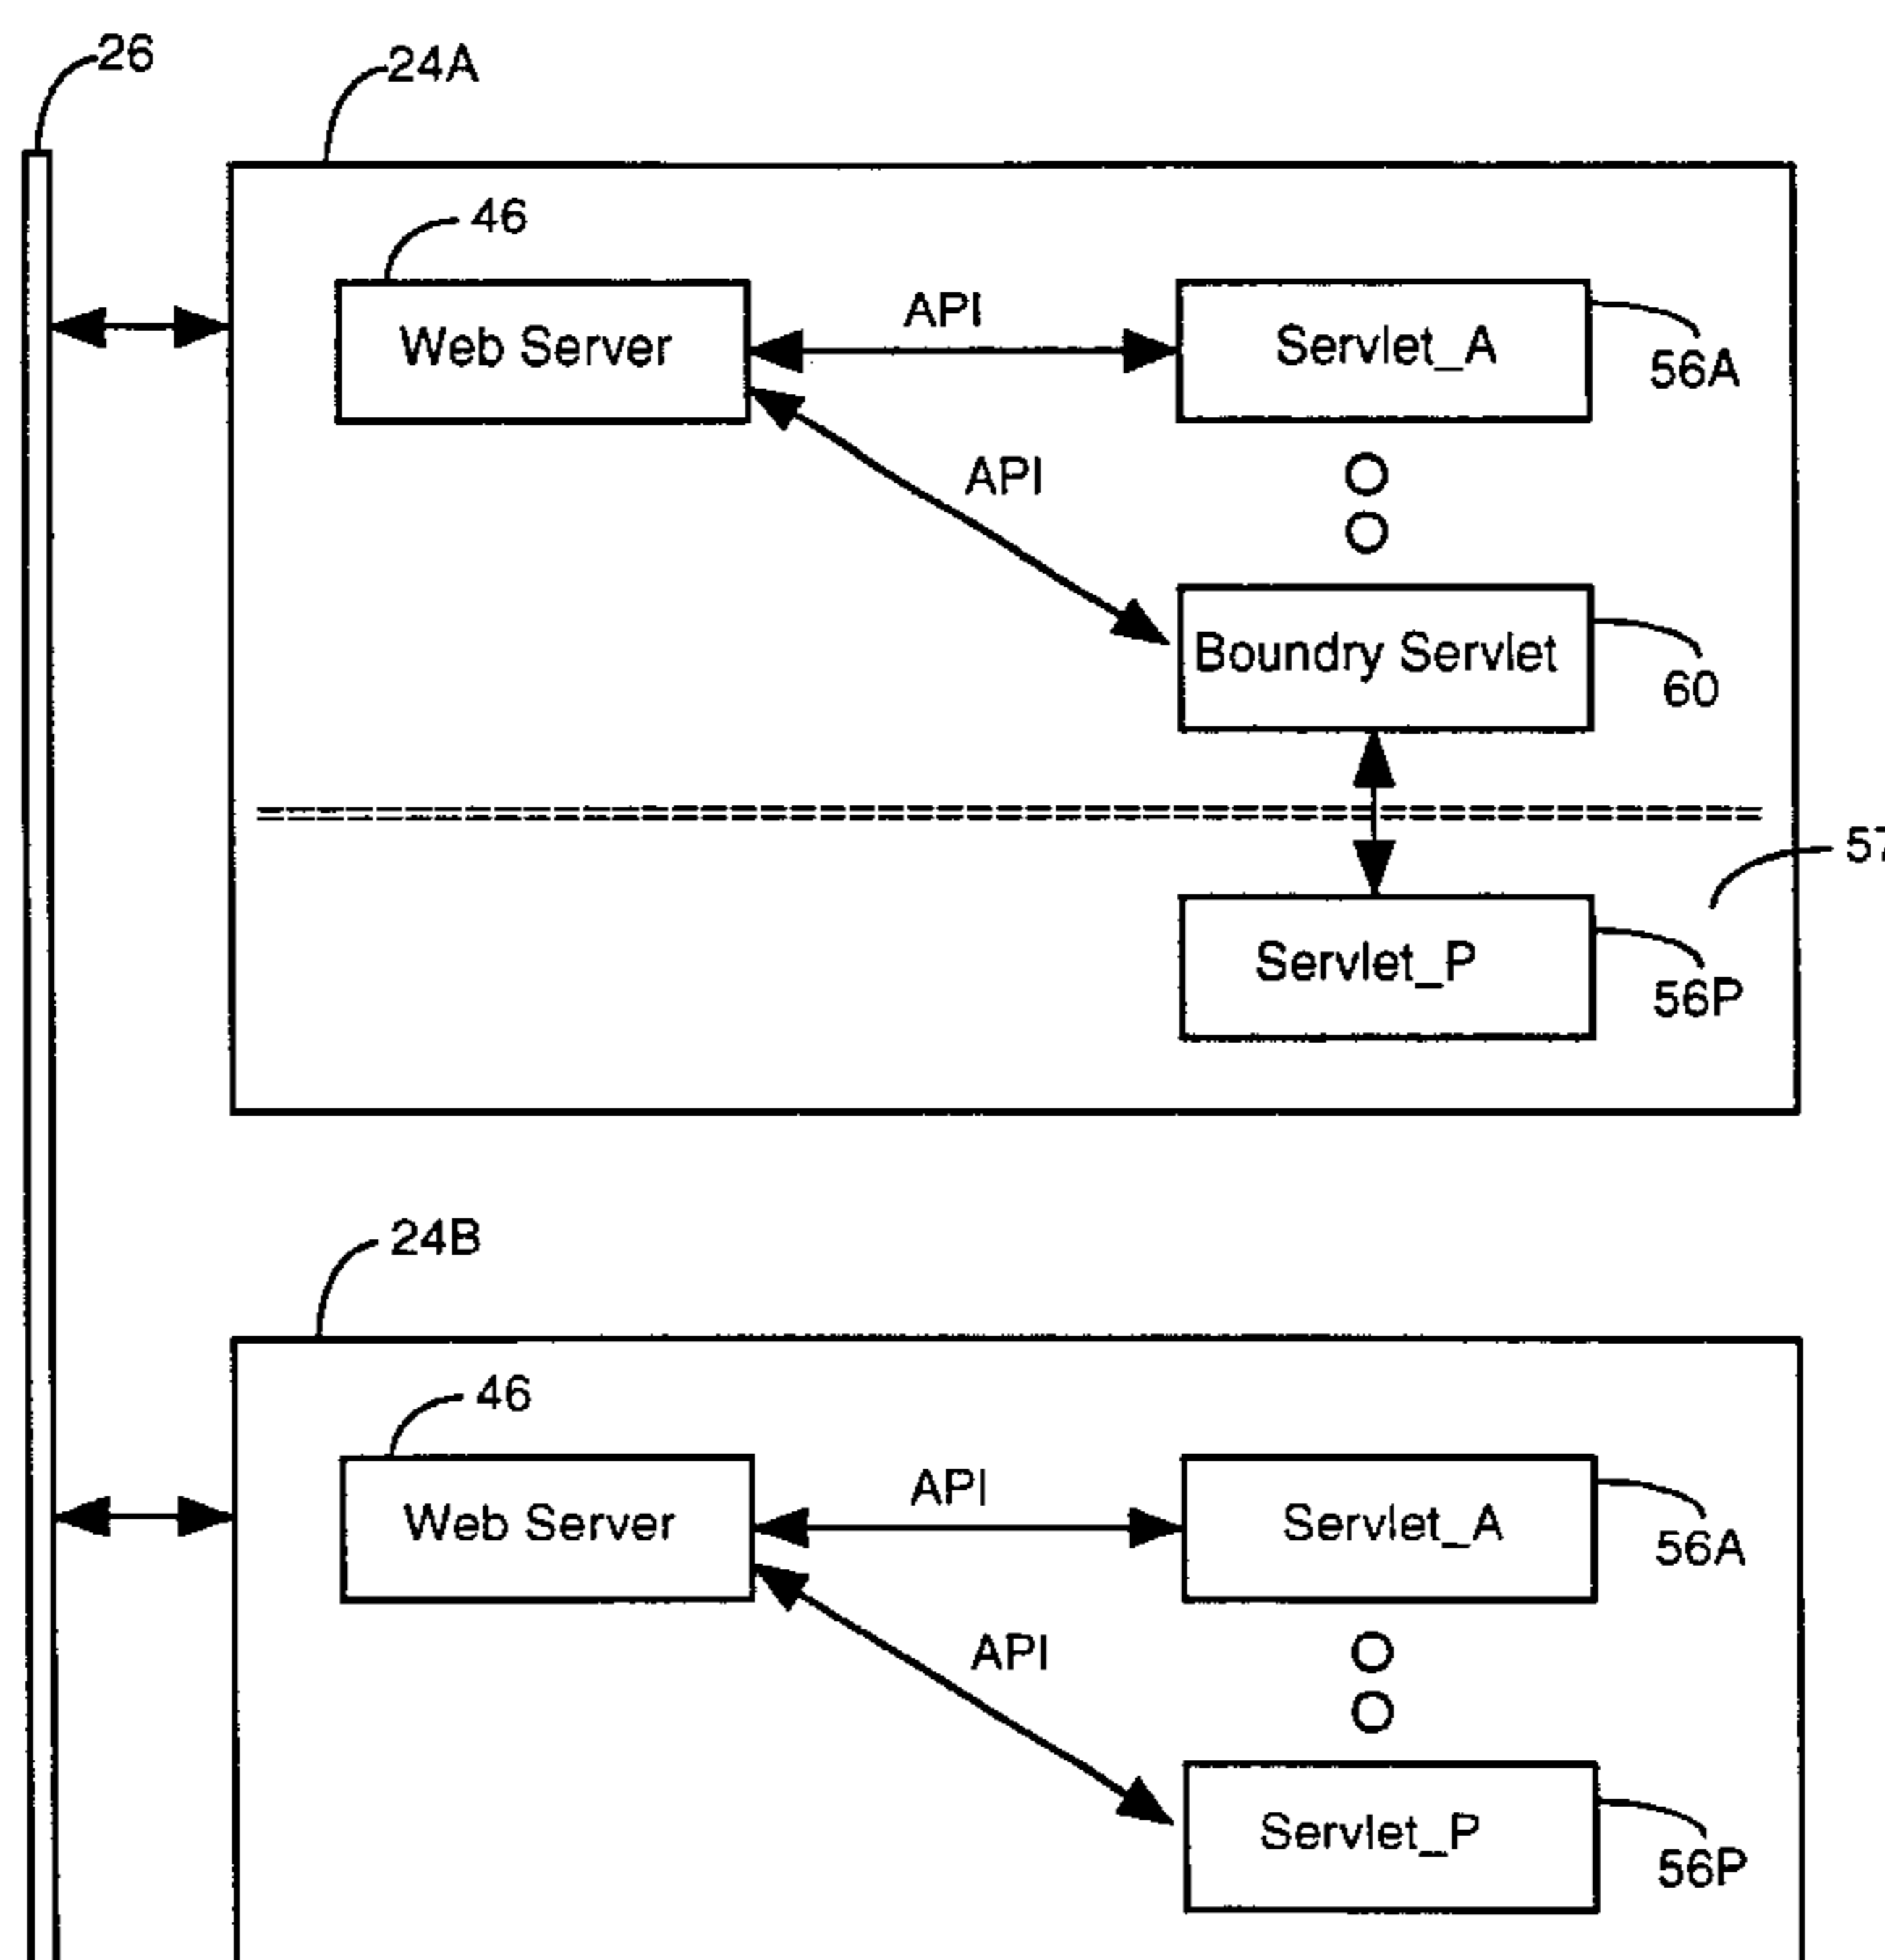 26
24A
46
Web Server
API
Servlet_A
56A
API
Boundry Servlet
60
57
Servlet_P
56P
24B
46
Web Server
API
Servlet_A
56A
API
Servlet_P
56P